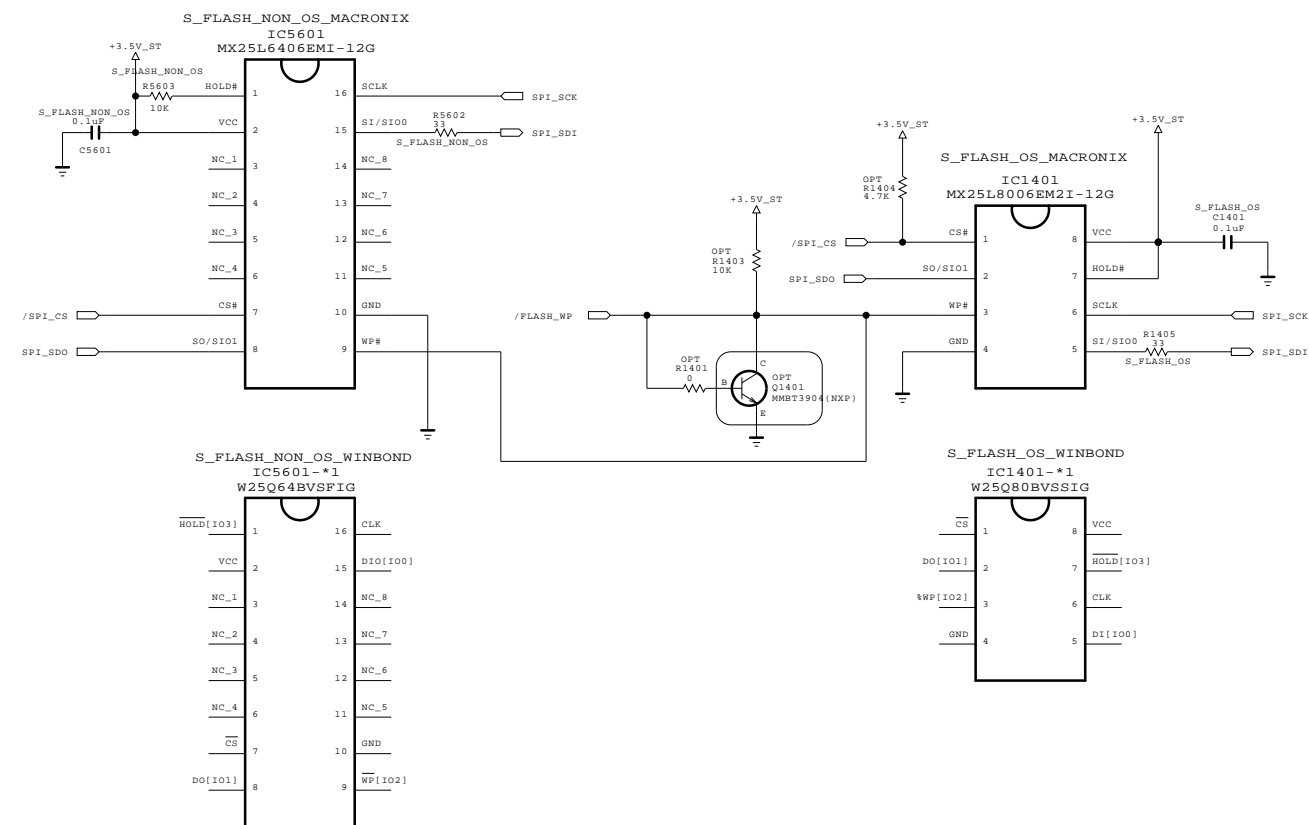 S_FLASH_NON_OS_MACRONIX
IC5601
MX25L6406EMI-12G
+3.5V_ST
S_FLASH_NON_OS
R5603
10K
S_FLASH_NON_OS
0.1uF
C5601
HOLD#
1
VCC
2
NC_1
3
NC_2
4
NC_3
5
NC_4
6
/SPI_CS
CS#
7
SPI_SDO
SO/SIO1
8
16
SCLK
SPI_SCK
15
SI/SIO0
R5602
33
S_FLASH_NON_OS
SPI_SDI
14
NC_8
13
NC_7
12
NC_6
11
NC_5
10
GND
9
WP#
/FLASH_WP
+3.5V_ST
OPT
R1403
10K
OPT
R1401
0
B
C
E
OPT
Q1401
MMBT3904(NXP)
+3.5V_ST
OPT
R1404
4.7K
S_FLASH_OS_MACRONIX
IC1401
MX25L8006EM2I-12G
+3.5V_ST
S_FLASH_OS
C1401
0.1uF
/SPI_CS
CS#
1
SPI_SDO
SO/SIO1
2
WP#
3
GND
4
8
VCC
7
HOLD#
6
SCLK
SPI_SCK
5
SI/SIO0
R1405
33
S_FLASH_OS
SPI_SDI
S_FLASH_NON_OS_WINBOND
IC5601-*1
W25Q64BVSFIG
HOLD[IO3]
1
VCC
2
NC_1
3
NC_2
4
NC_3
5
NC_4
6
CS
7
DO[IO1]
8
16
CLK
15
DIO[IO0]
14
NC_8
13
NC_7
12
NC_6
11
NC_5
10
GND
9
WP[IO2]
S_FLASH_OS_WINBOND
IC1401-*1
W25Q80BVSSIG
CS
1
DO[IO1]
2
%WP[IO2]
3
GND
4
8
VCC
7
HOLD[IO3]
6
CLK
5
DI[IO0]